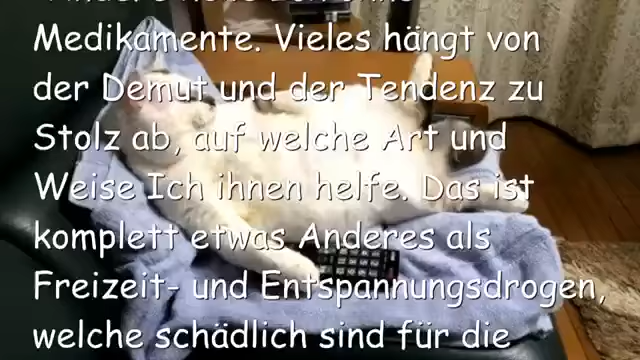 Medikamente. Vieles hängt von
der Demut und der Tendenz zu
Stolz ab, auf welche Art und
Weise Ich ihnen helfe. Das ist
komplett etwas Anderes als
Freizeit- und Entspannungsdrogen,
welche schädlich sind für die